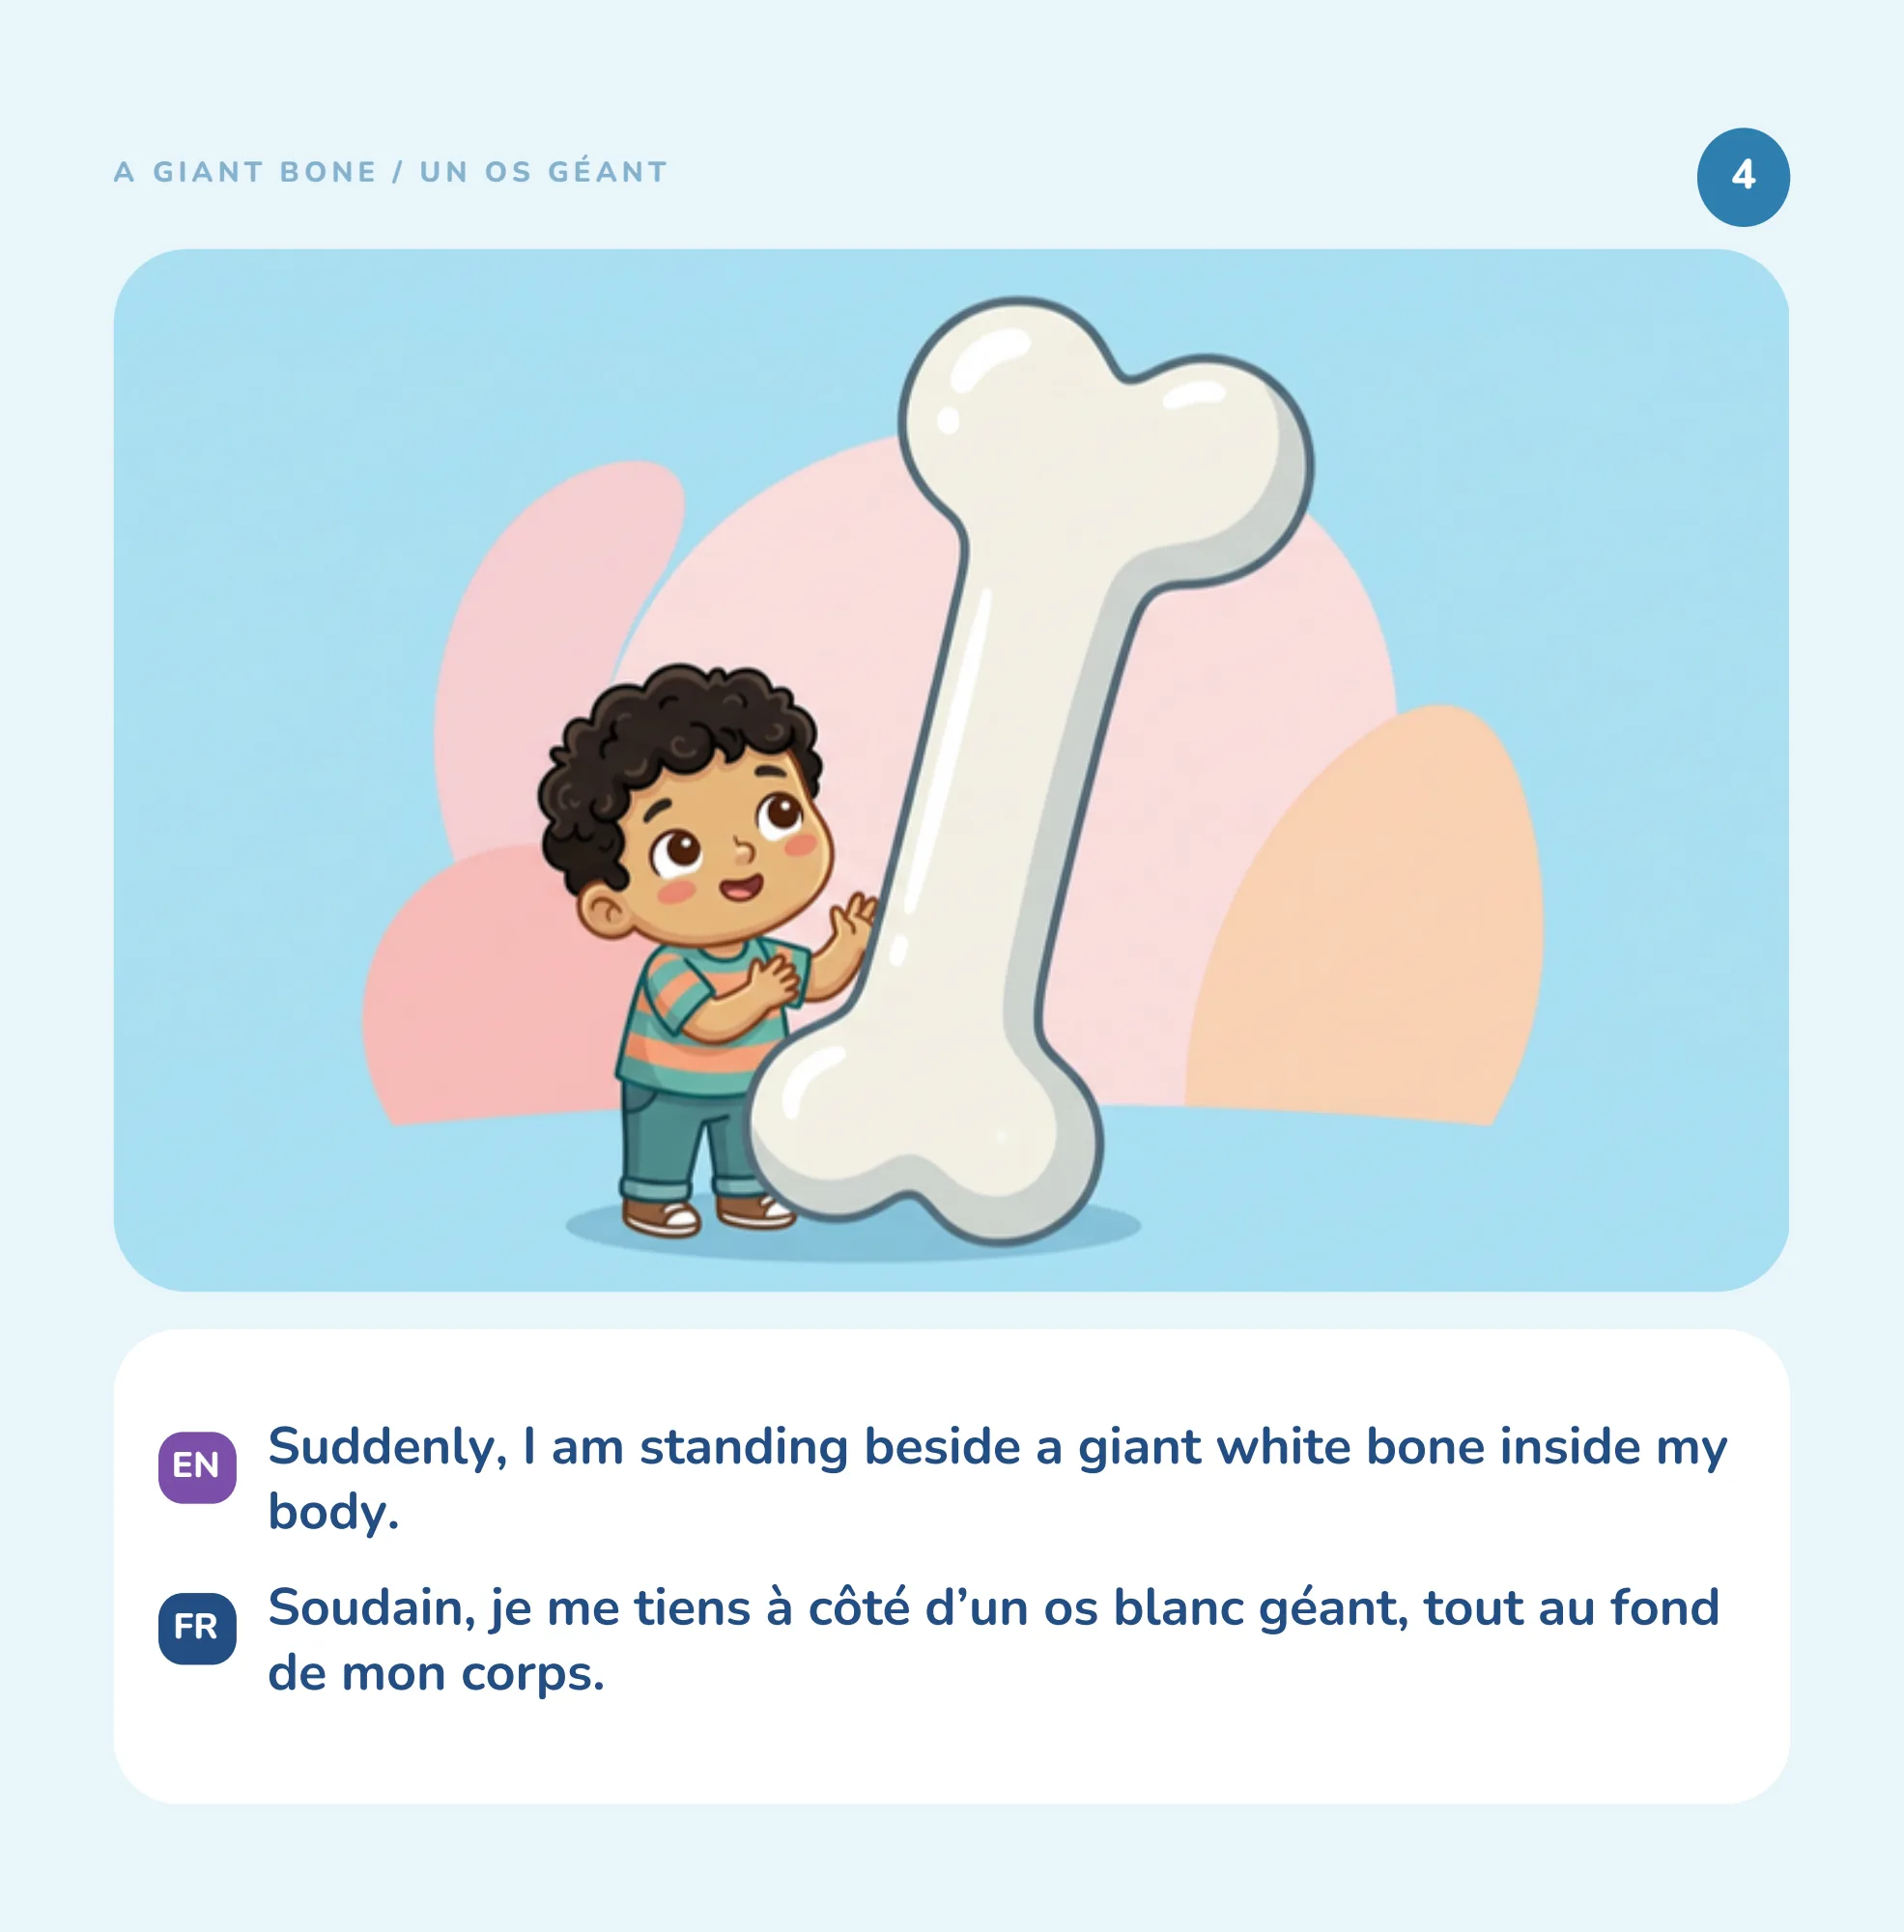 A GIANT BONE / UN OS GÉANT
4
EN
Suddenly, I am standing beside a giant white bone inside my
body.
FR
Soudain, je me tiens à côté d’un os blanc géant, tout au fond
de mon corps.